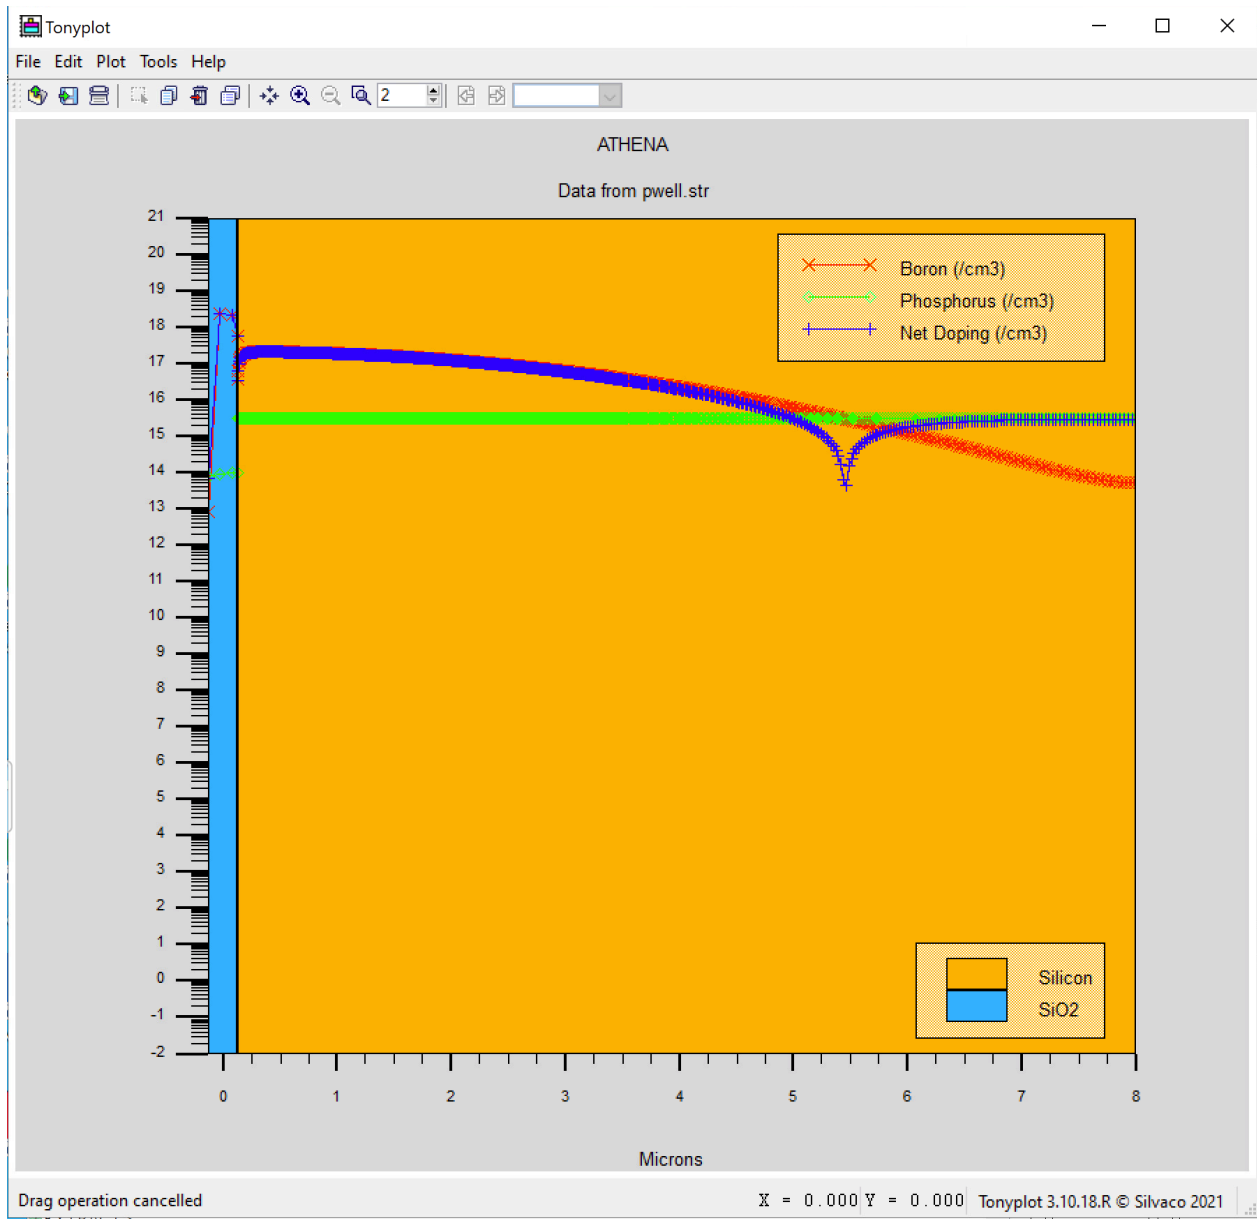 Tonyplot
File Edit Plot Tools Help
2
ATHENA
Data from pwell.str
21
20
19
18
17
16
15
14
13
12
11
10
9
8
7
6
5
4
3
2
1
0
-1
-2
Boron (/cm3)
Phosphorus (/cm3)
Net Doping (/cm3)
Silicon
SiO2
0 1 2 3 4 5 6 7 8
Microns
Drag operation cancelled X = 0.000 Y = 0.000 Tonyplot 3.10.18.R © Silvaco 2021